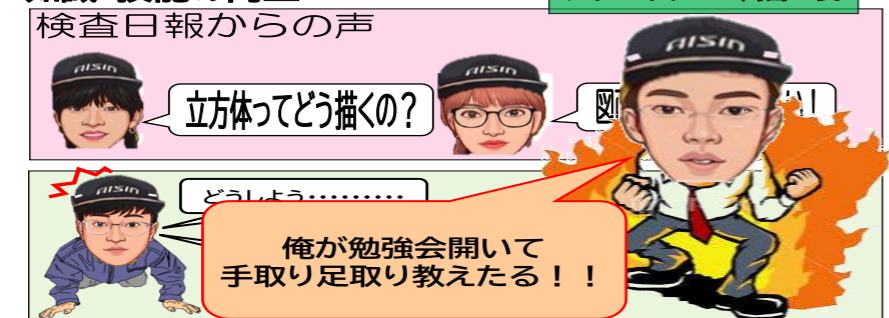 検査日報からの声
AISIN
AISIN
AISIN
立方体ってどう描くの？
図
！
AISIN
どうしよう・・・・・・・・・
俺が勉強会開いて
手取り足取り教えたる！！